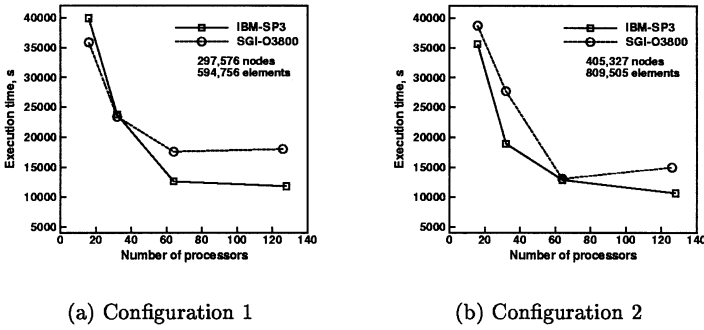 40000
35000
30000
25000
20000
15000
10000
5000
Execution time, s
IBM-SP3
SGI-O3800
297,576 nodes
594,756 elements
0 20 40 60 80 100 120 140
Number of processors
(a) Configuration 1
40000
35000
30000
25000
20000
15000
10000
5000
Execution time, s
IBM-SP3
SGI-O3800
405,327 nodes
809,505 elements
0 20 40 60 80 100 120 140
Number of processors
(b) Configuration 2